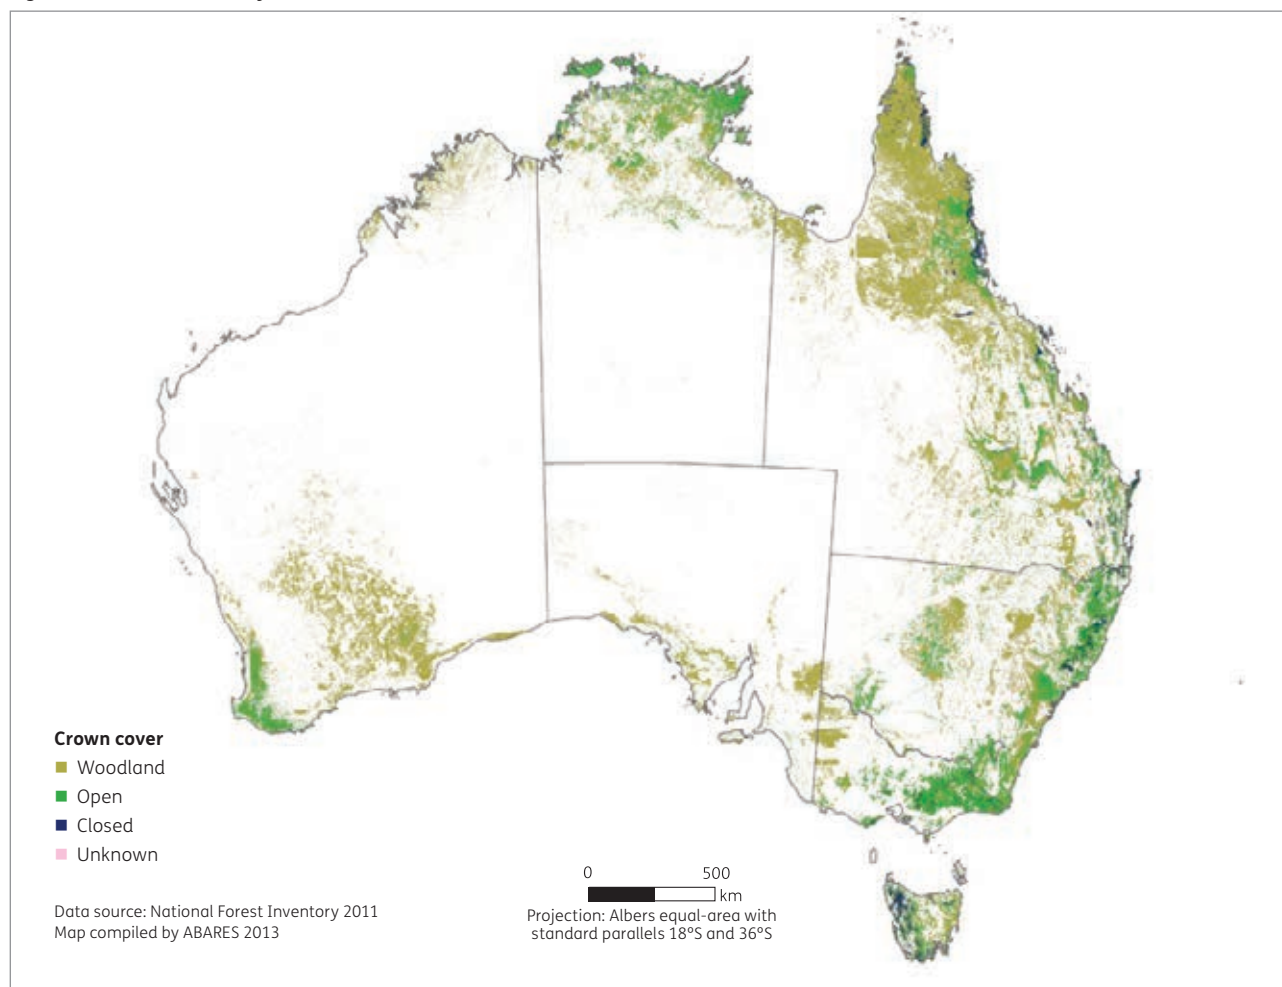 Crown cover
Woodland
Open
Closed
Unknown
0 500
km
Projection: Albers equal-area with
standard parallels 18°S and 36°S
Data source: National Forest Inventory 2011
Map compiled by ABARES 2013